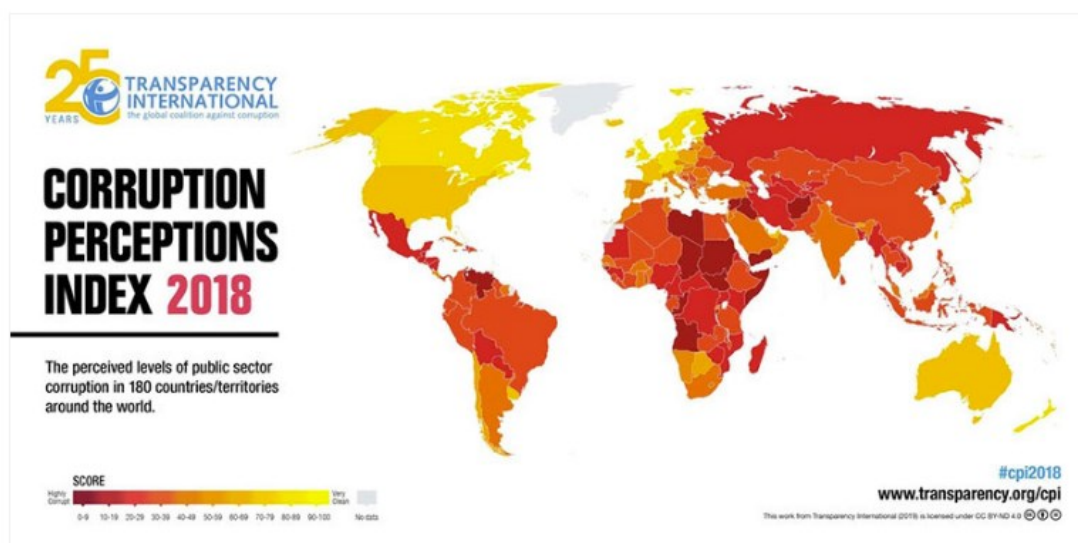 25
YEARS
TRANSPARENCY
INTERNATIONAL
the global coalition against corruption
CORRUPTION
PERCEPTIONS
INDEX 2018
The perceived levels of public sector
corruption in 180 countries/territories
around the world.
SCORE
Highly
Corrupt
Very
Clean
0-9 10-19 20-29 30-39 40-49 50-59 60-69 70-79 80-89 90-100 No data
#cpi2018
www.transparency.org/cpi
This work from Transparency International (2019) is licensed under CC BY-ND 4.0